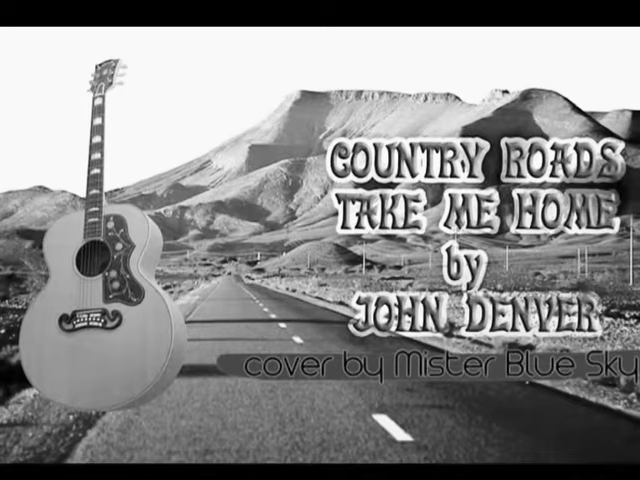 COUNTRY ROADS
TAKE ME HOME
by
JOHN DENVER
cover by Mister Blue Sky